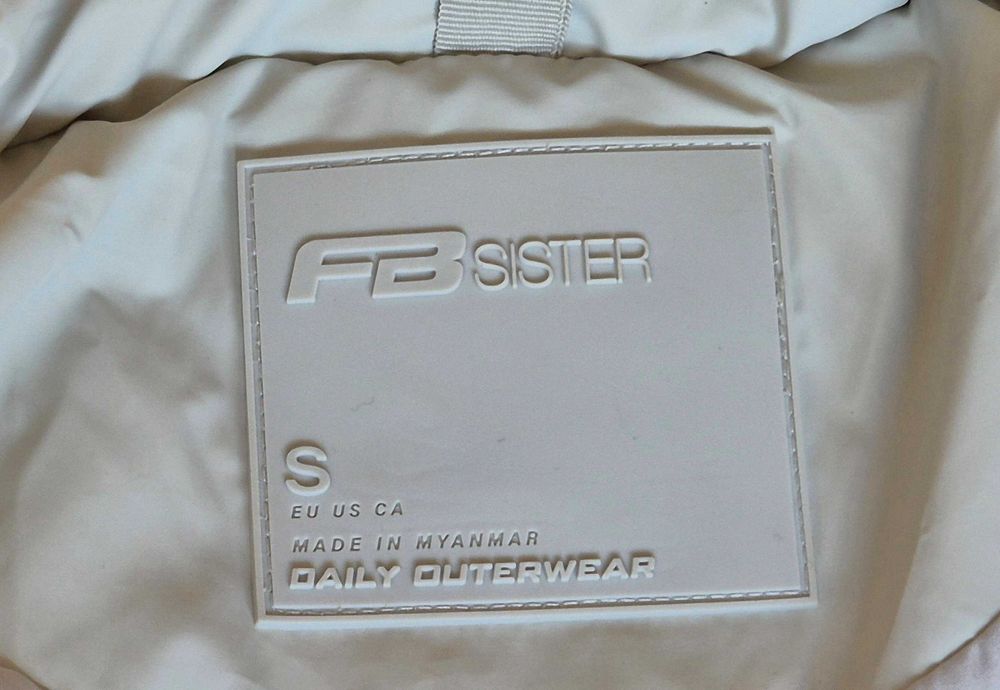 FB SISTER
S
EU US CA
MADE IN MYANMAR
DAILY OUTERWEAR